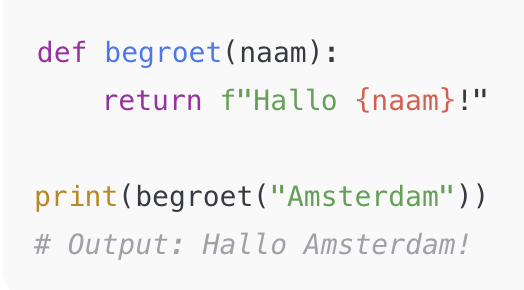 def begroet(naam):
    return f"Hallo {naam}!"
print(begroet("Amsterdam"))
# Output: Hallo Amsterdam!